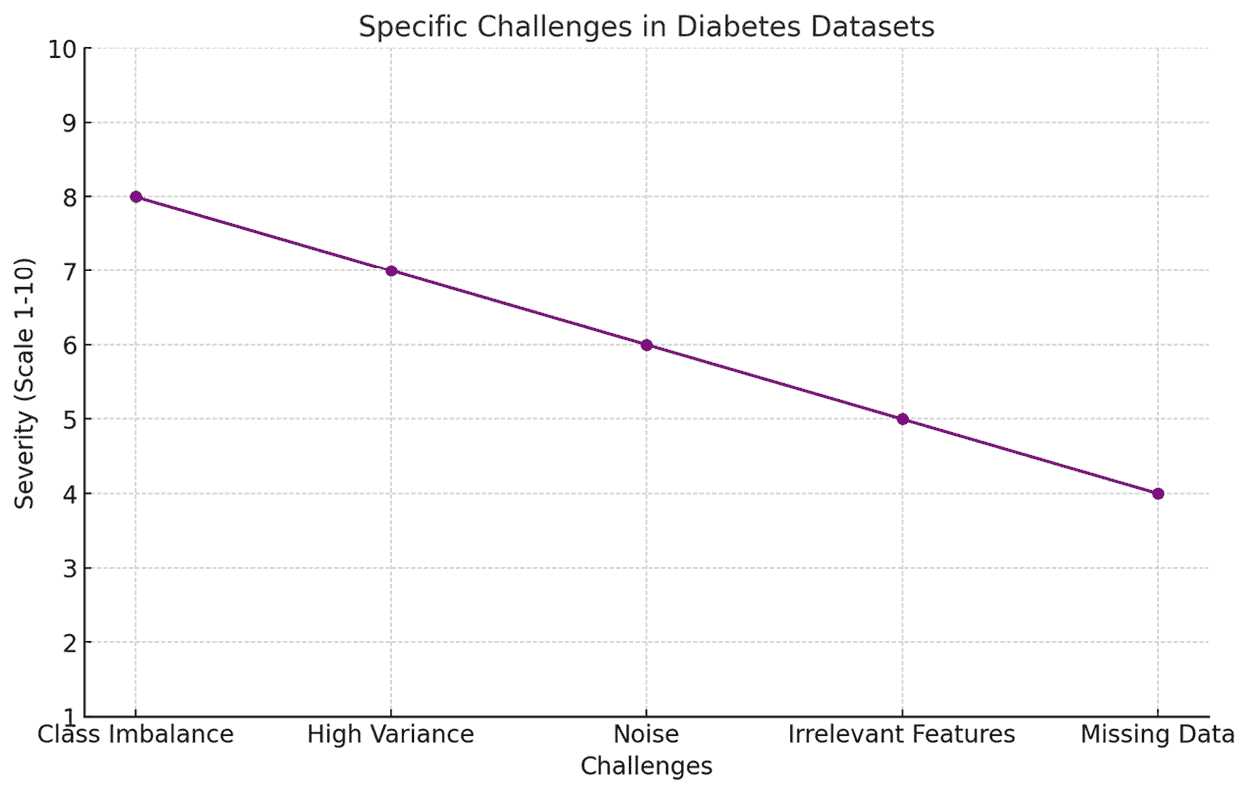 Specific Challenges in Diabetes Datasets
10
9
8
7
6
5
4
3
2
1
Severity (Scale 1-10)
Class Imbalance High Variance Noise Irrelevant Features Missing Data
Challenges